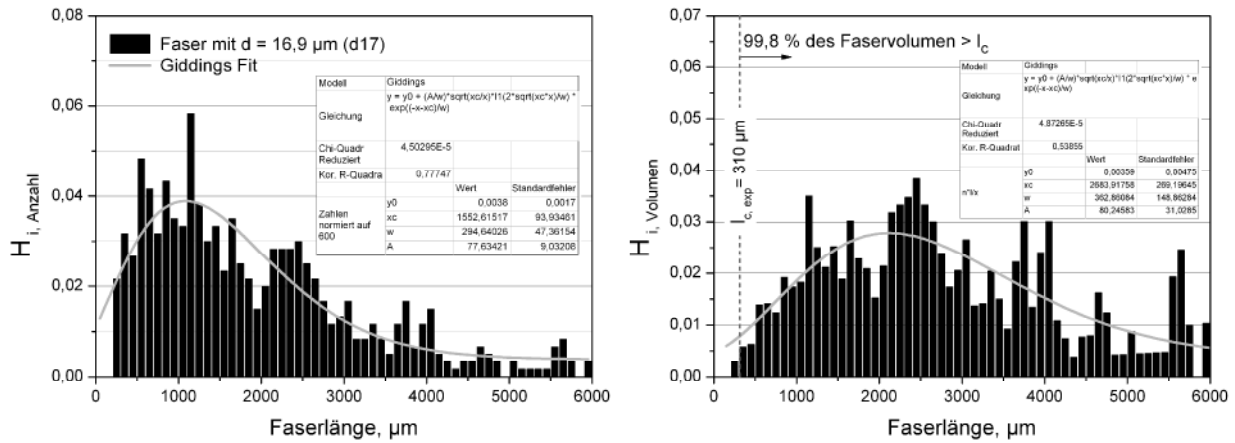 0,08
0,06
0,04
0,02
0,00
H i, Anzahl
Faser mit d = 16,9 µm (d17)
Giddings Fit
Modell Giddings
Gleichung y = y0 + (A/w)*sqrt(xc/x)*I1(2*sqrt(xc*x)/w) *
exp((-x-xc)/w)
Chi-Quadr 4,50295E-5
Reduziert
Kor. R-Quadra 0,77747
Wert Standardfehler
Zahlen
normiert auf
600
y0 0,0038 0,0017
xc 1552,61517 93,93461
w 294,64026 47,36154
A 77,63421 9,03208
0 1000 2000 3000 4000 5000 6000
Faserlänge, µm
0,07
0,06
0,05
0,04
0,03
0,02
0,01
0,00
H i, Volumen
99,8 % des Faservolumen > l c
l c, exp = 310 µm
Modell Giddings
Gleichung y = y0 + (A/w)*sqrt(xc/x)*I1(2*sqrt(xc*x)/w) * e
xp((-x-xc)/w)
Chi-Quadr 4,87265E-5
Reduziert
Kor. R-Quadrat 0,53855
Wert Standardfehler
n*l/x
y0 0,00359 0,00475
xc 2683,91758 269,19645
w 362,86084 148,86284
A 80,24583 31,0285
0 1000 2000 3000 4000 5000 6000
Faserlänge, µm